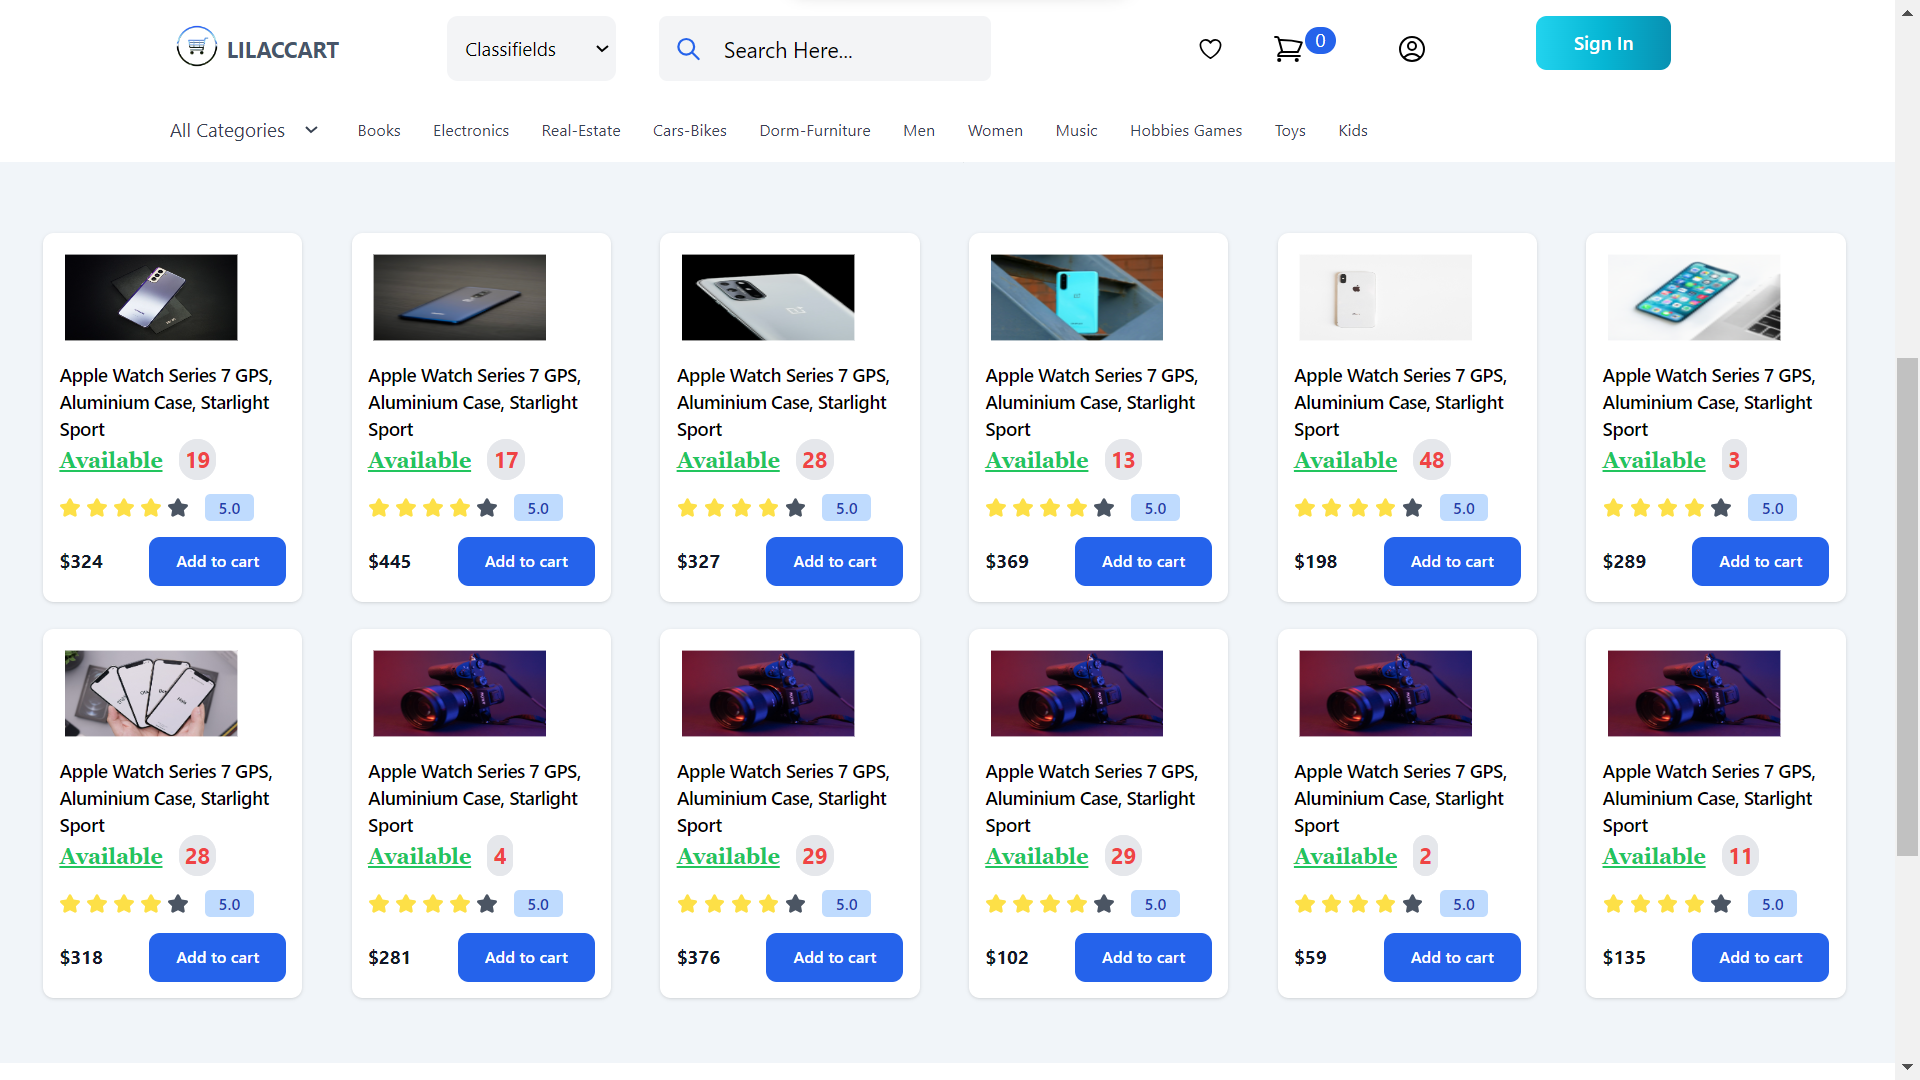 LILACCART
Classifields
Search Here...
0
Sign In
All Categories
Books
Electronics
Real-Estate
Cars-Bikes
Dorm-Furniture
Men
Women
Music
Hobbies Games
Toys
Kids
Apple Watch Series 7 GPS,
Aluminium Case, Starlight
Sport
Available 19
5.0
$324 Add to cart
Apple Watch Series 7 GPS,
Aluminium Case, Starlight
Sport
Available 17
5.0
$445 Add to cart
Apple Watch Series 7 GPS,
Aluminium Case, Starlight
Sport
Available 28
5.0
$327 Add to cart
Apple Watch Series 7 GPS,
Aluminium Case, Starlight
Sport
Available 13
5.0
$369 Add to cart
Apple Watch Series 7 GPS,
Aluminium Case, Starlight
Sport
Available 48
5.0
$198 Add to cart
Apple Watch Series 7 GPS,
Aluminium Case, Starlight
Sport
Available 3
5.0
$289 Add to cart
Apple Watch Series 7 GPS,
Aluminium Case, Starlight
Sport
Available 28
5.0
$318 Add to cart
Apple Watch Series 7 GPS,
Aluminium Case, Starlight
Sport
Available 4
5.0
$281 Add to cart
Apple Watch Series 7 GPS,
Aluminium Case, Starlight
Sport
Available 29
5.0
$376 Add to cart
Apple Watch Series 7 GPS,
Aluminium Case, Starlight
Sport
Available 29
5.0
$102 Add to cart
Apple Watch Series 7 GPS,
Aluminium Case, Starlight
Sport
Available 2
5.0
$59 Add to cart
Apple Watch Series 7 GPS,
Aluminium Case, Starlight
Sport
Available 11
5.0
$135 Add to cart